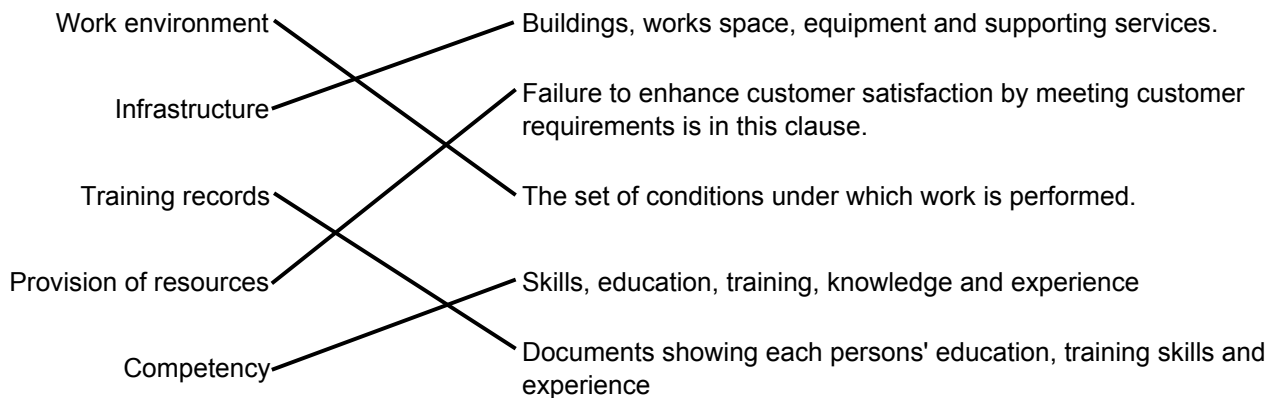 Work environment
Buildings, works space, equipment and supporting services.
Infrastructure
Failure to enhance customer satisfaction by meeting customer
requirements is in this clause.
Training records
The set of conditions under which work is performed.
Provision of resources
Skills, education, training, knowledge and experience
Competency
Documents showing each persons' education, training skills and
experience